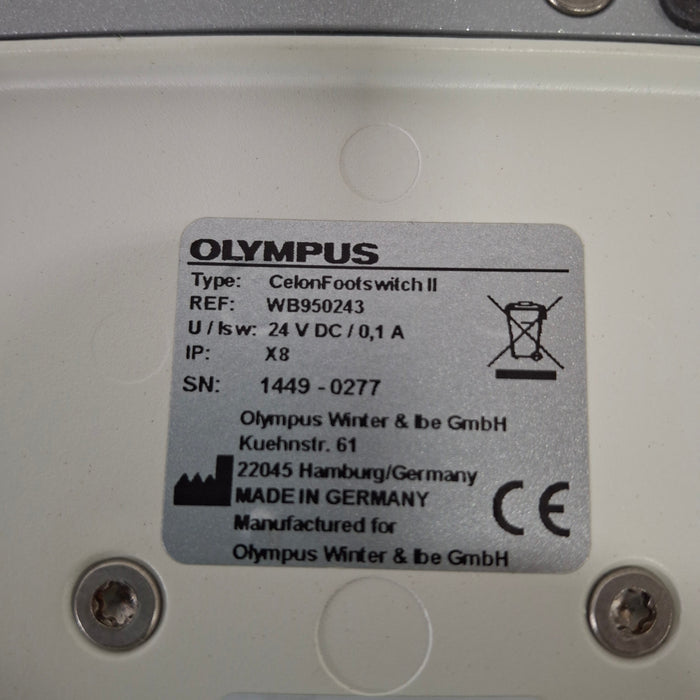 OLYMPUS
Type: CelonFootswitch II
REF: WB950243
U / Isw: 24 V DC / 0,1 A
IP: X8
SN: 1449 - 0277
Olympus Winter & Ibe GmbH
Kuehnstr. 61
22045 Hamburg/Germany
MADE IN GERMANY
Manufactured for
Olympus Winter & Ibe GmbH
CE